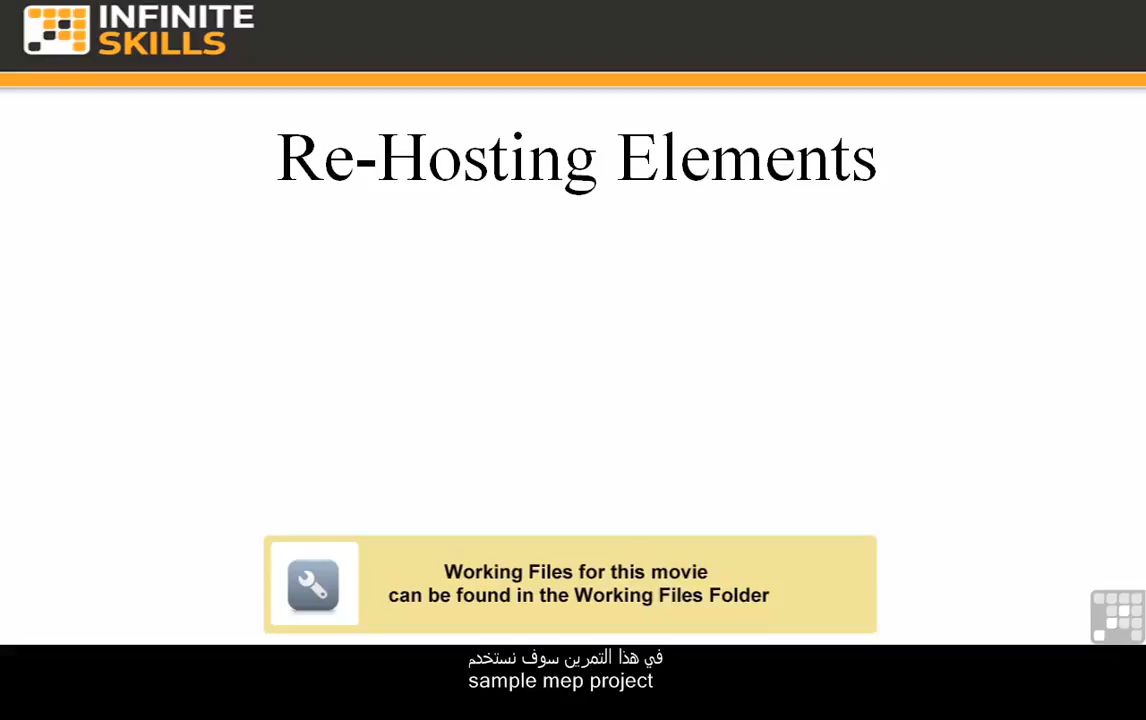 INFINITE
SKILLS
Re-Hosting Elements
Working Files for this movie
can be found in the Working Files Folder
في هذا التمرين سوف نستخدم
sample mep project